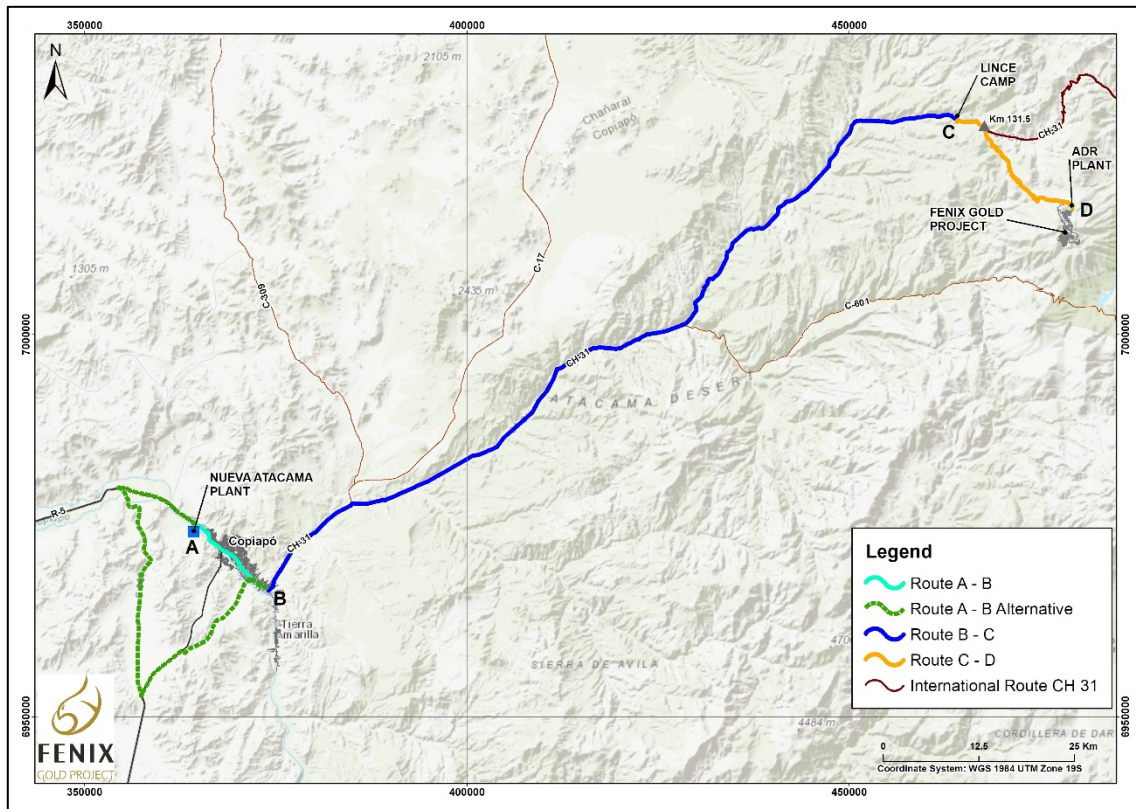 350000
400000
450000
N
2105 m
LINCE
CAMP
Chañaral
Copiapó
C
Km 131.5
CH-31
ADR
PLANT
D
FENIX GOLD
PROJECT
1305 m
C-309
2435 m
C-17
C-601
7000000
7000000
CH-31
ATACAMA DESERT
NUEVA ATACAMA
PLANT
R-5
A
Copiapó
CH-31
B
Tierra
Amarilla
SIERRA DE AVILA
4484 m
CORDILLERA DE DAR
6950000
6950000
Legend
Route A - B
Route A - B Alternative
Route B - C
Route C - D
International Route CH 31
0 12.5 25 Km
Coordinate System: WGS 1984 UTM Zone 19S
FENIX
GOLD PROJECT
350000
400000
450000